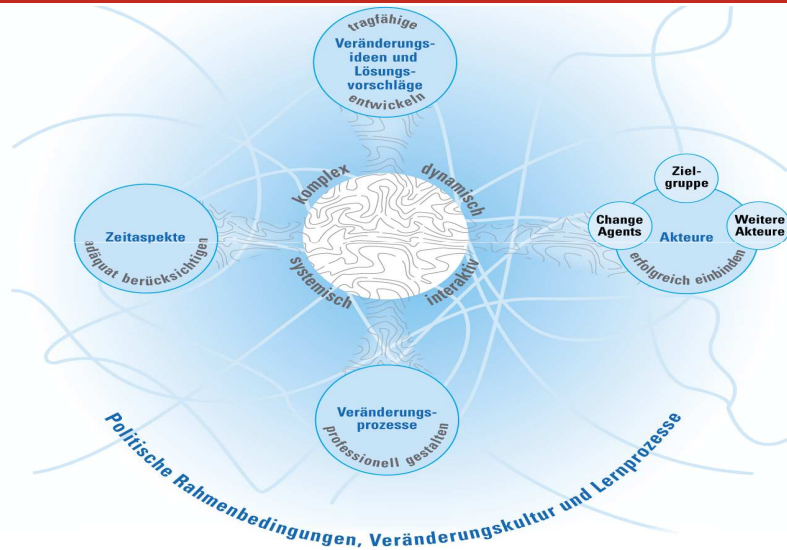 tragfähige
Veränderungs-
ideen und
Lösungs-
vorschläge
entwickeln
komplex
dynamisch
systemisch
interaktiv
Zeitaspekte
adäquat berücksichtigen
Ziel-
gruppe
Change
Agents
Akteure
Weitere
Akteure
erfolgreich einbinden
Veränderungs-
prozesse
professionell gestalten
Politische Rahmenbedingungen, Veränderungskultur und Lernprozesse